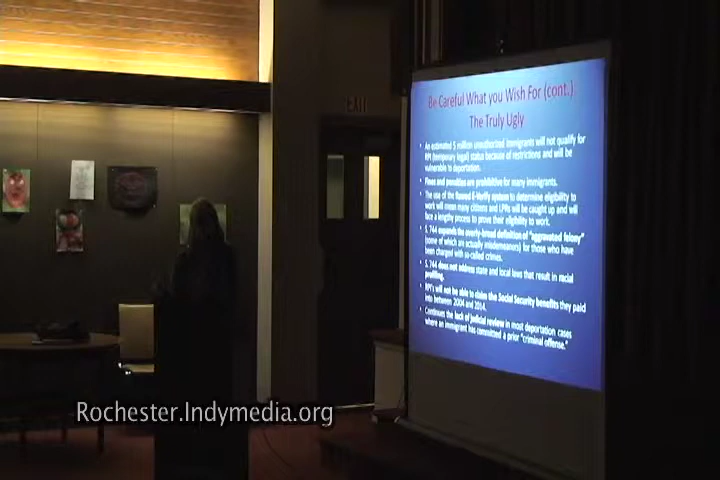 EXIT
Be Careful What you Wish For (cont.)
The Truly Ugly
• An estimated 5 million unauthorized immigrants will not qualify for
RPI (temporary legal) status because of restrictions and will be
vulnerable to deportation.
• Fines and penalties are prohibitive for many immigrants.
• The use of the flawed E-Verify system to determine eligibility to
work will mean many citizens and LPRs will be caught up and will
face a lengthy process to prove their eligibility to work.
• S. 744 expands the overly-broad definition of "aggravated felony"
(some of which are actually misdemeanors) for those who have
been charged with so-called crimes.
• S. 744 does not address state and local laws that result in racial
profiling.
• RPI's will not be able to claim the Social Security benefits they paid
into between 2004 and 2014.
• Continues the lack of judicial review in most deportation cases
where an immigrant has committed a prior "criminal offense."
Rochester.Indymedia.org